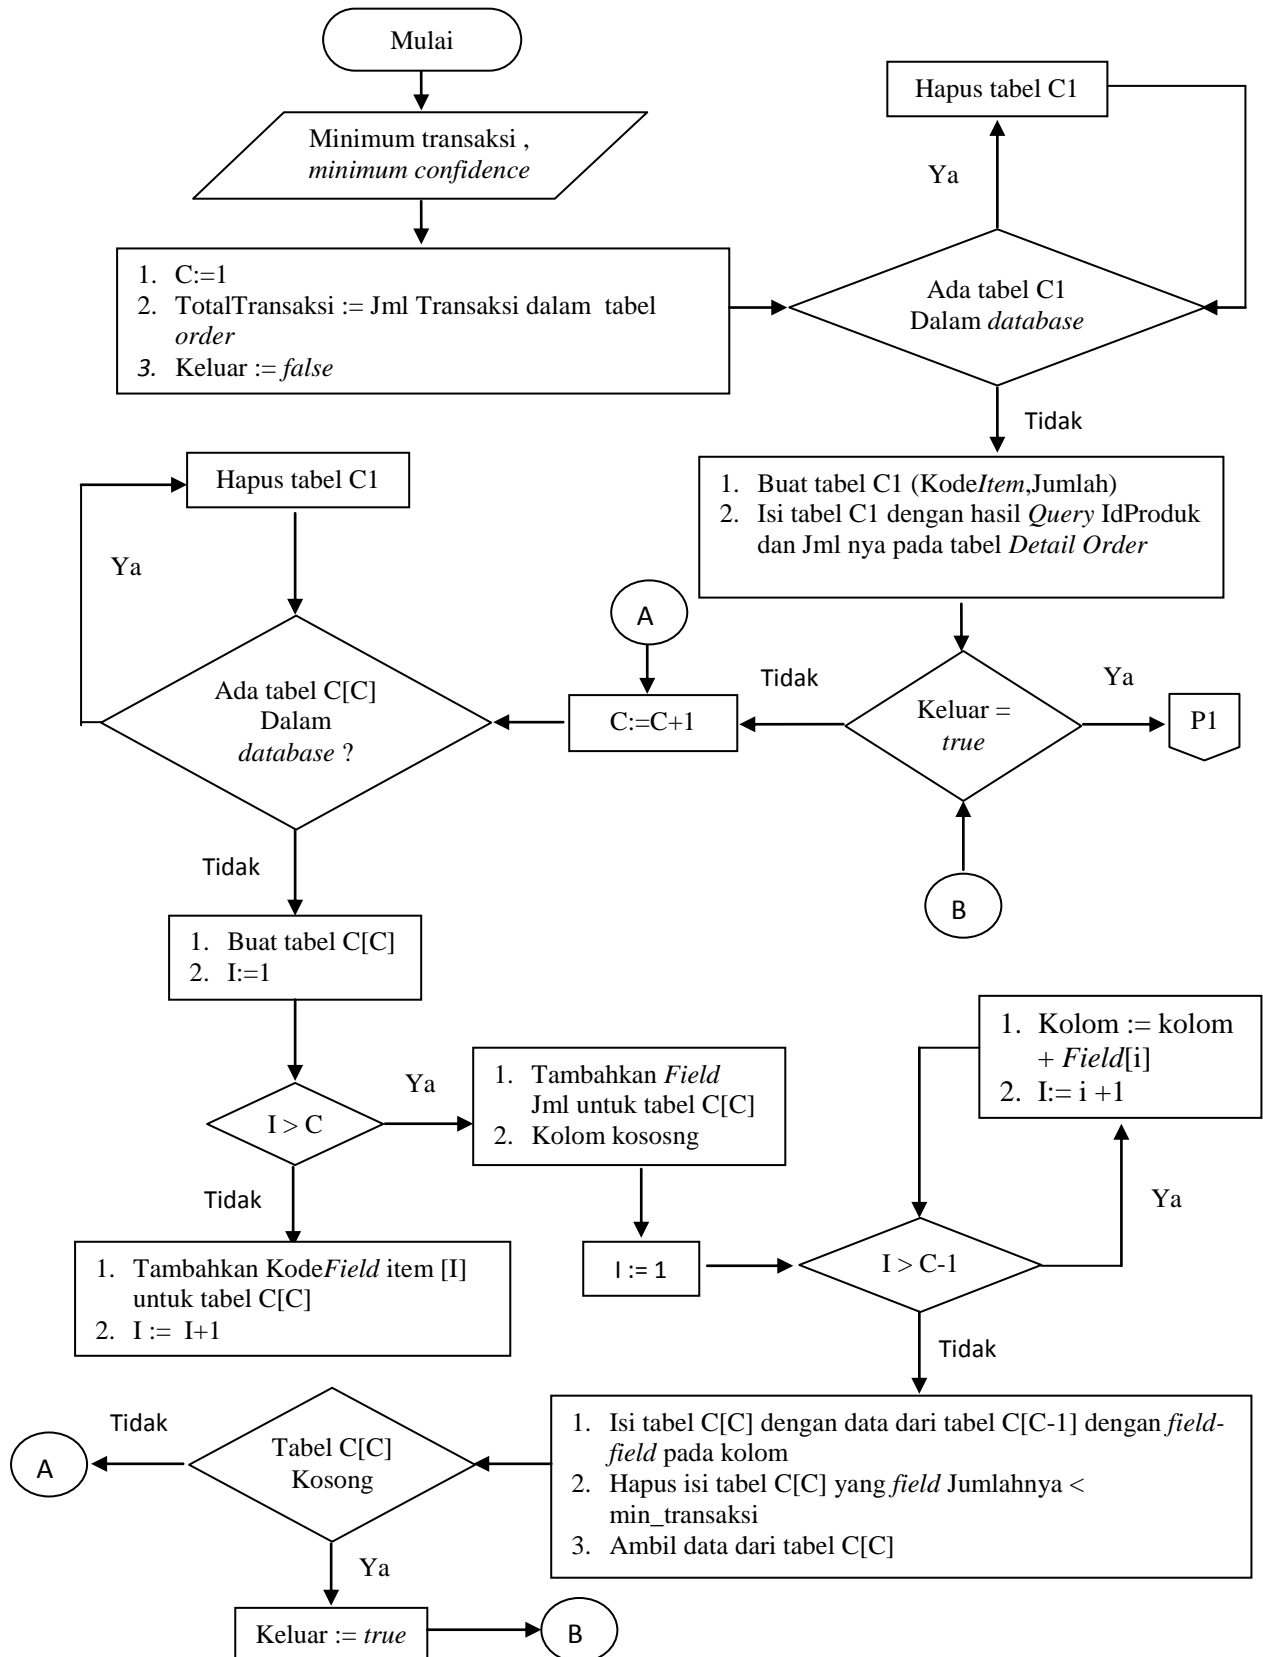 Mulai
Minimum transaksi ,
minimum confidence
1. C:=1
2. TotalTransaksi := Jml Transaksi dalam tabel
order
3. Keluar := false
Hapus tabel C1
Ya
Ada tabel C1
Dalam database
Tidak
1. Buat tabel C1 (KodeItem,Jumlah)
2. Isi tabel C1 dengan hasil Query IdProduk
dan Jml nya pada tabel Detail Order
Keluar =
true
Ya
P1
Tidak
B
A
C:=C+1
Hapus tabel C1
Ya
Ada tabel C[C]
Dalam
database ?
Tidak
1. Buat tabel C[C]
2. I:=1
I > C
Ya
Tidak
1. Tambahkan KodeField item [I]
untuk tabel C[C]
2. I := I+1
1. Tambahkan Field
Jml untuk tabel C[C]
2. Kolom kososng
I := 1
I > C-1
1. Kolom := kolom
+ Field[i]
2. I:= i +1
Ya
Tidak
1. Isi tabel C[C] dengan data dari tabel C[C-1] dengan field-
field pada kolom
2. Hapus isi tabel C[C] yang field Jumlahnya <
min_transaksi
3. Ambil data dari tabel C[C]
Tabel C[C]
Kosong
Tidak
A
Ya
Keluar := true
B